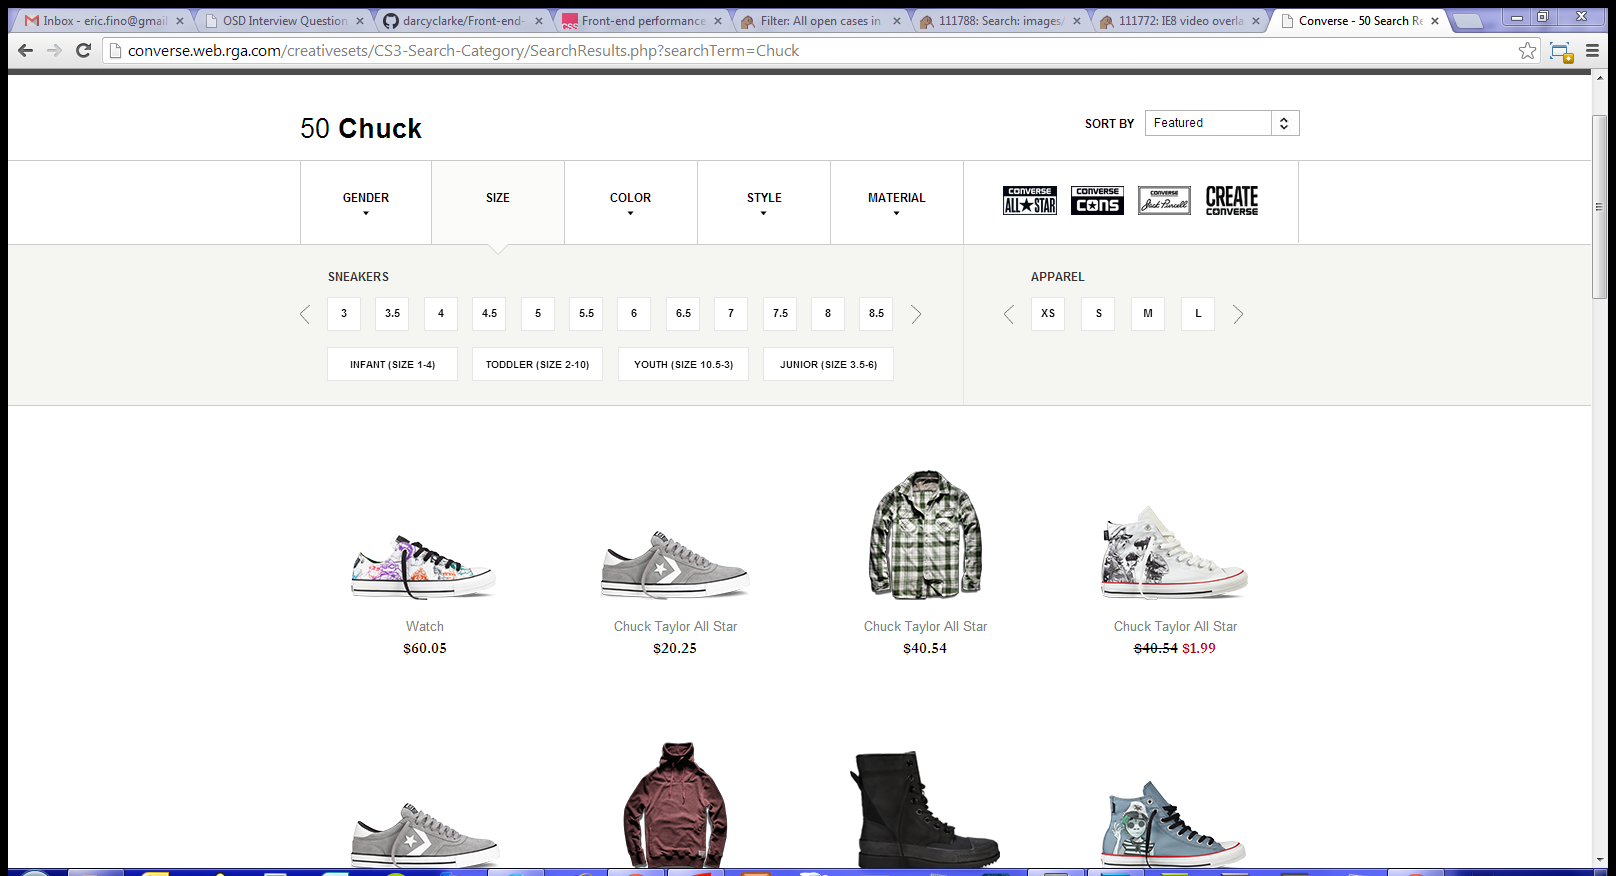 Inbox - eric.fino@gmail
OSD Interview Question
darcyclarke/Front-end-
Front-end performance
Filter: All open cases in
111788: Search: images/
111772: IE8 video overla
Converse - 50 Search Re
converse.web.rga.com/creativesets/CS3-Search-Category/SearchResults.php?searchTerm=Chuck
50 Chuck
SORT BY Featured
GENDER SIZE COLOR STYLE MATERIAL
CONVERSE ALL★STAR
CONVERSE CONS
CONVERSE Jack Purcell
CREATE CONVERSE
SNEAKERS
3 3.5 4 4.5 5 5.5 6 6.5 7 7.5 8 8.5
INFANT (SIZE 1-4) TODDLER (SIZE 2-10) YOUTH (SIZE 10.5-3) JUNIOR (SIZE 3.5-6)
APPAREL
XS S M L
Watch
$60.05
Chuck Taylor All Star
$20.25
Chuck Taylor All Star
$40.54
Chuck Taylor All Star
$40.54 $1.99